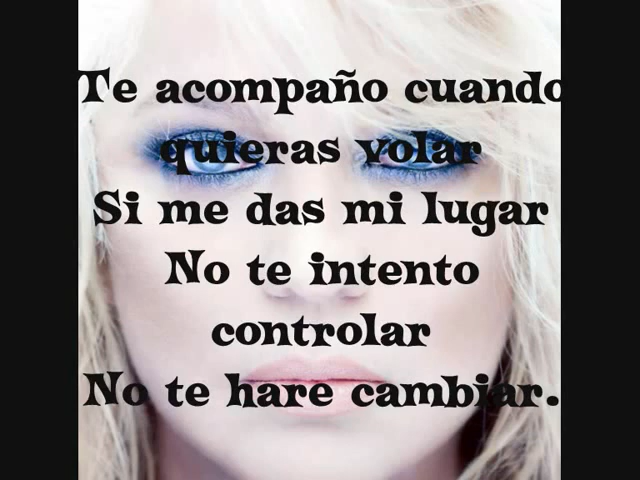 Te acompaño cuando
quieras volar
Si me das mi lugar
No te intento
controlar
No te hare cambiar.